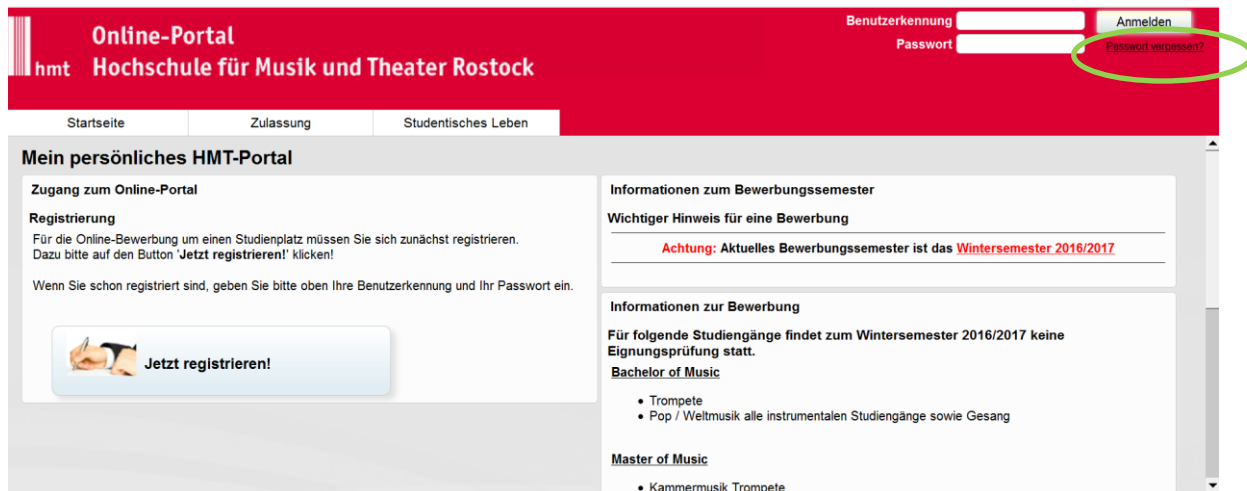 hmt
Online-Portal
Hochschule für Musik und Theater Rostock
Benutzerkennung
Anmelden
Passwort
Passwort vergessen?
Startseite
Zulassung
Studentisches Leben
Mein persönliches HMT-Portal
Zugang zum Online-Portal
Registrierung
Für die Online-Bewerbung um einen Studienplatz müssen Sie sich zunächst registrieren.
Dazu bitte auf den Button 'Jetzt registrieren!' klicken!
Wenn Sie schon registriert sind, geben Sie bitte oben Ihre Benutzerkennung und Ihr Passwort ein.
Jetzt registrieren!
Informationen zum Bewerbungssemester
Wichtiger Hinweis für eine Bewerbung
Achtung: Aktuelles Bewerbungssemester ist das Wintersemester 2016/2017
Informationen zur Bewerbung
Für folgende Studiengänge findet zum Wintersemester 2016/2017 keine
Eignungsprüfung statt.
Bachelor of Music
• Trompete
• Pop / Weltmusik alle instrumentalen Studiengänge sowie Gesang
Master of Music
• Kammermusik Trompete